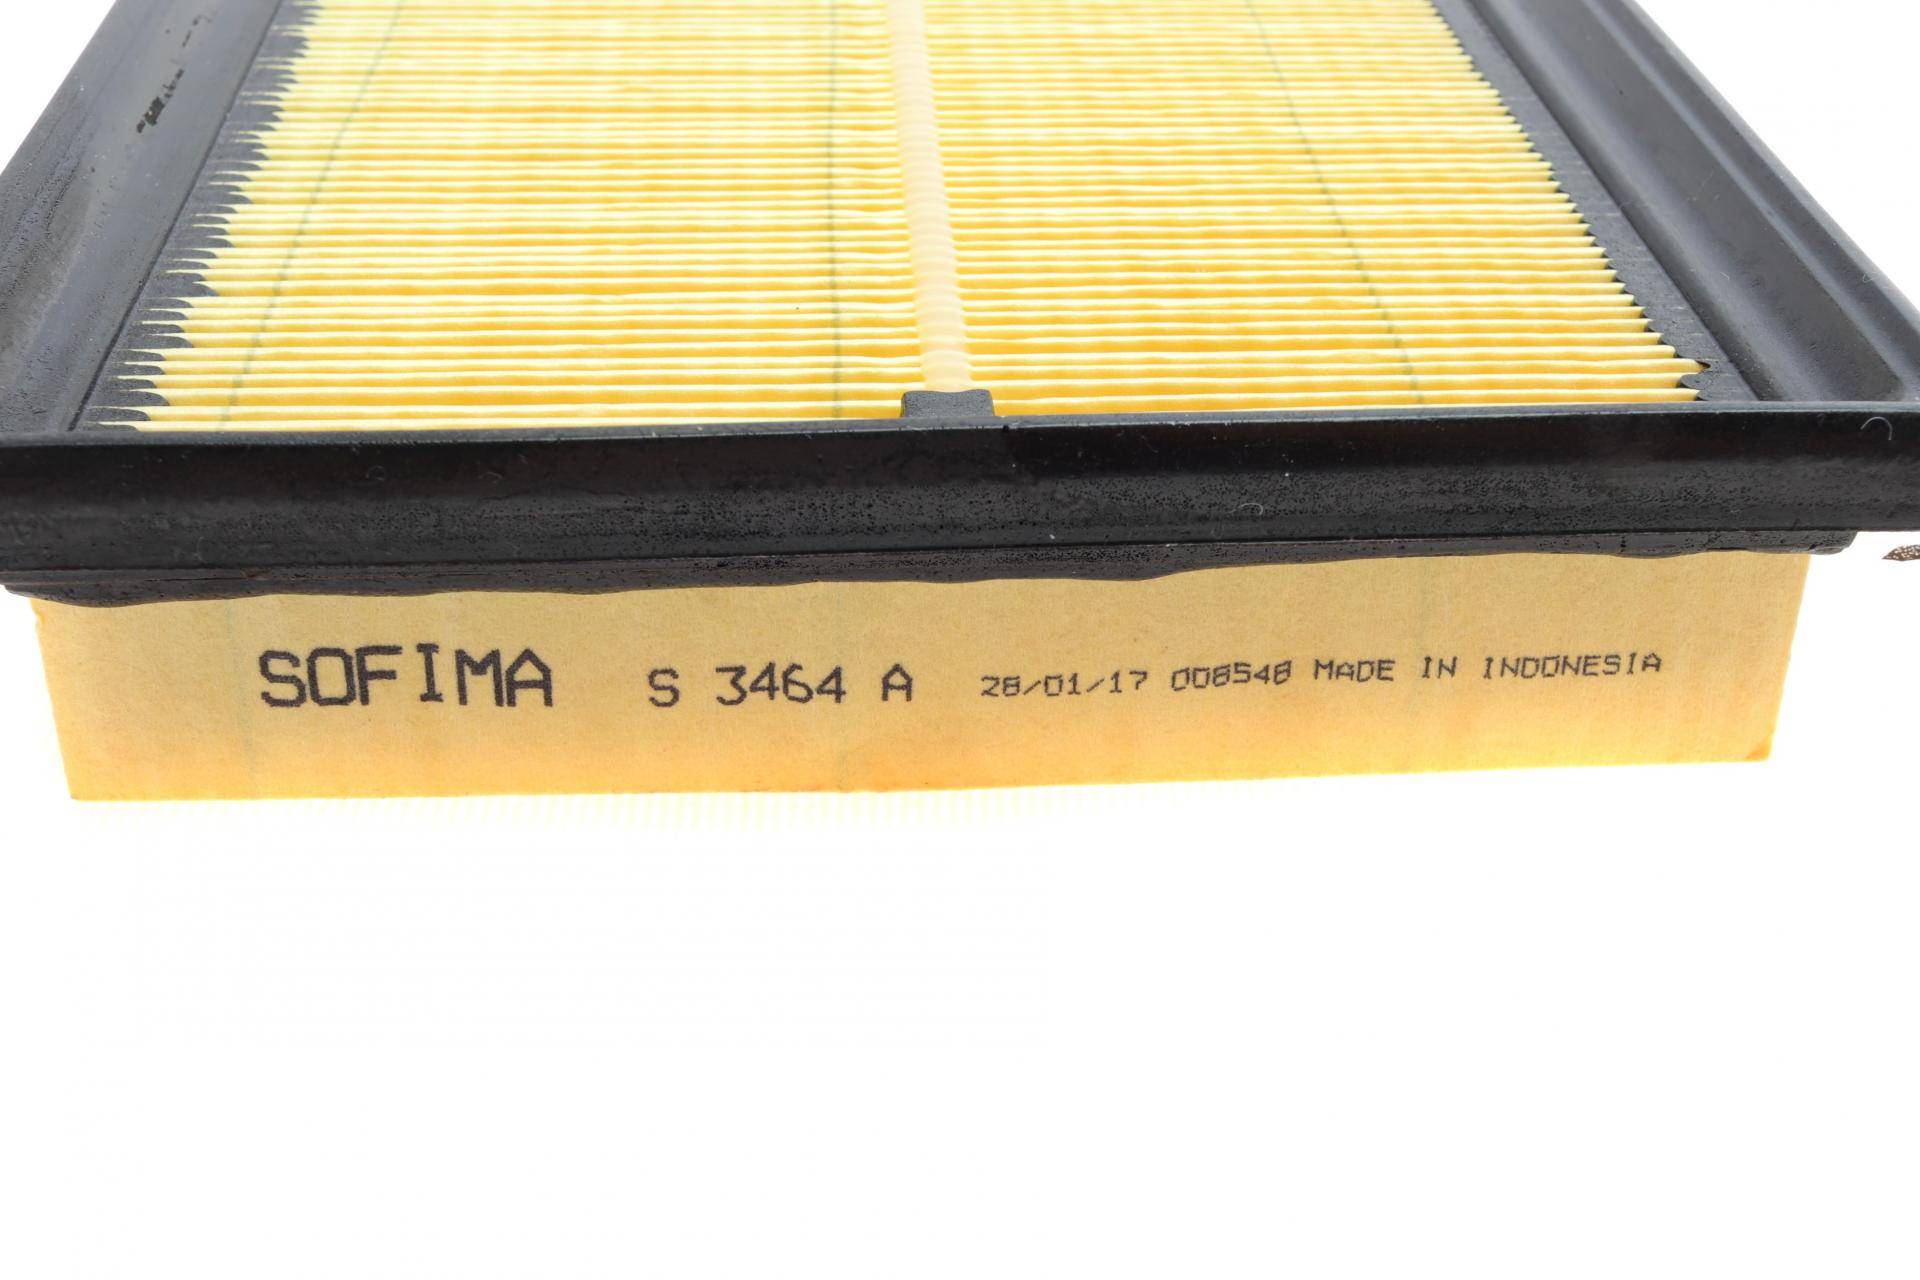 SOFIMA S 3464 A 28/01/17 008548 MADE IN INDONESIA